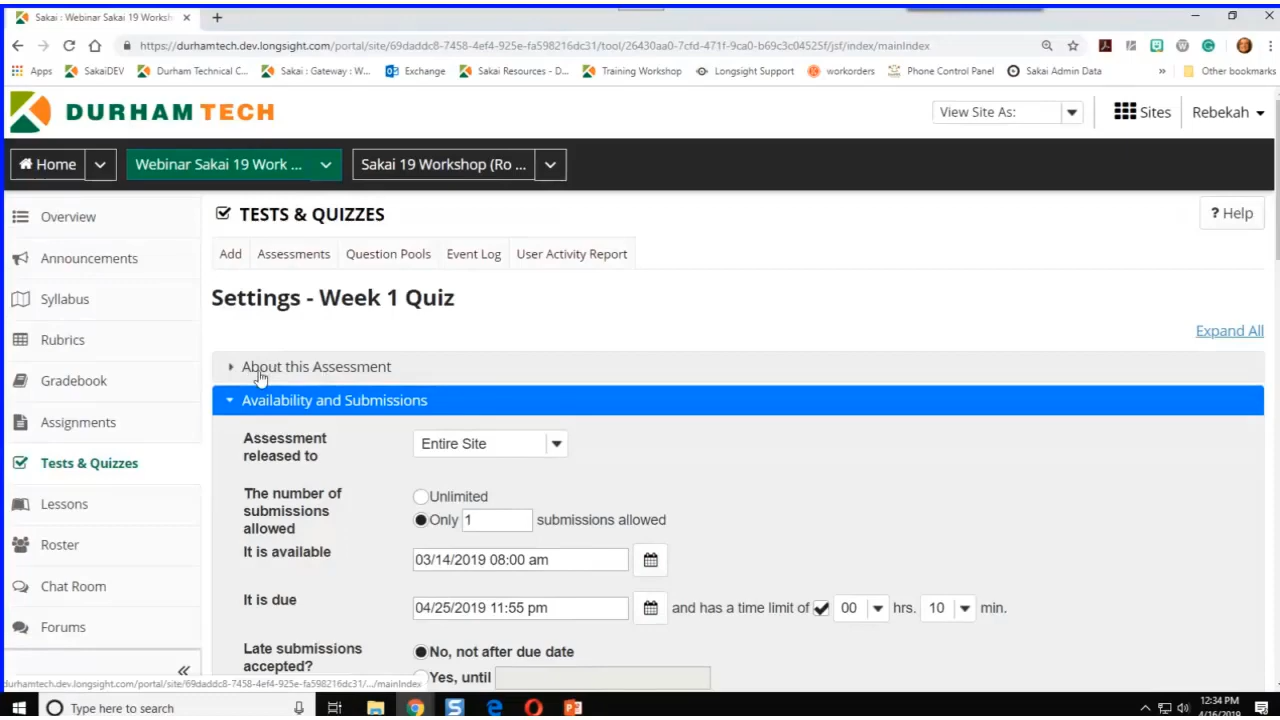 Sakai : Webinar Sakai 19 Worksh
https://durhamtech.dev.longsight.com/portal/site/69daddc8-7458-4ef4-925e-fa598216dc31/tool/26430aa0-7cfd-471f-9ca0-b69c3c04525f/jsf/index/mainIndex
Apps SakaiDEV Durham Technical C... Sakai : Gateway : W... Exchange Sakai Resources - D... Training Workshop Longsight Support workorders Phone Control Panel Sakai Admin Data » Other bookmarks
DURHAM TECH
View Site As:
Sites
Rebekah
Home
Webinar Sakai 19 Work ...
Sakai 19 Workshop (Ro ...
Overview
Announcements
Syllabus
Rubrics
Gradebook
Assignments
Tests & Quizzes
Lessons
Roster
Chat Room
Forums
TESTS & QUIZZES
? Help
Add Assessments Question Pools Event Log User Activity Report
Settings - Week 1 Quiz
Expand All
About this Assessment
Availability and Submissions
Assessment released to
Entire Site
The number of submissions allowed
Unlimited
Only 1 submissions allowed
It is available
03/14/2019 08:00 am
It is due
04/25/2019 11:55 pm and has a time limit of 00 hrs. 10 min.
Late submissions accepted?
No, not after due date
Yes, until
durhamtech.dev.longsight.com/portal/site/69daddc8-7458-4ef4-925e-fa598216dc31/.../mainIndex
Type here to search
12:34 PM
4/16/2019